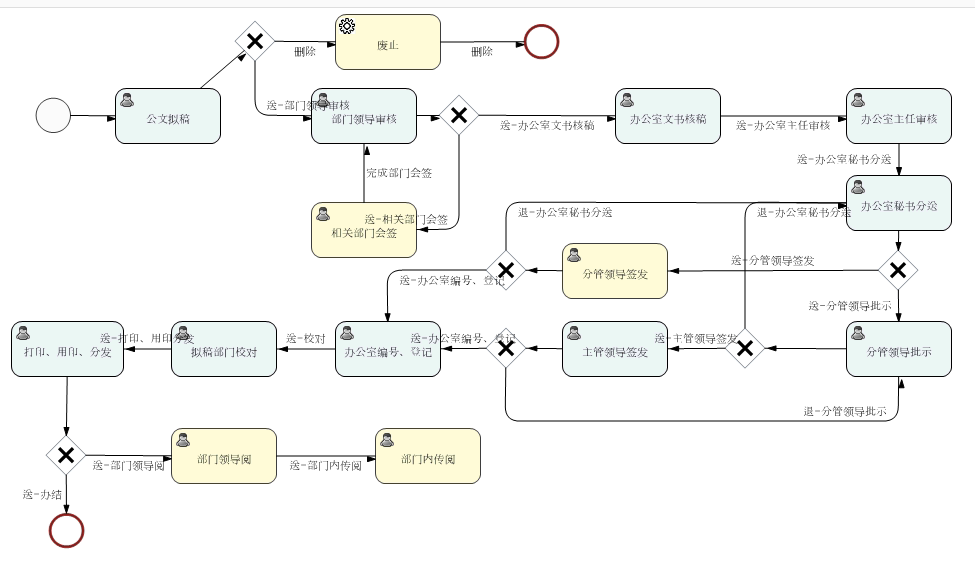 废止
删除
删除
公文拟稿
送-部门领导审核
部门领导审核
送-办公室文书核稿
办公室文书核稿
送-办公室主任审核
办公室主任审核
送-办公室秘书分送
完成部门会签
送-相关部门会签
相关部门会签
退-办公室秘书分送
退-办公室秘书分送
办公室秘书分送
送-分管领导签发
分管领导签发
送-办公室编号、登记
送-分管领导批示
打印、用印、分发
送-打印、用印分发
拟稿部门校对
送-校对
办公室编号、登记
送-办公室编号、登记
主管领导签发
送-主管领导签发
分管领导批示
退-分管领导批示
送-部门领导阅
部门领导阅
送-部门内传阅
部门内传阅
送-办结